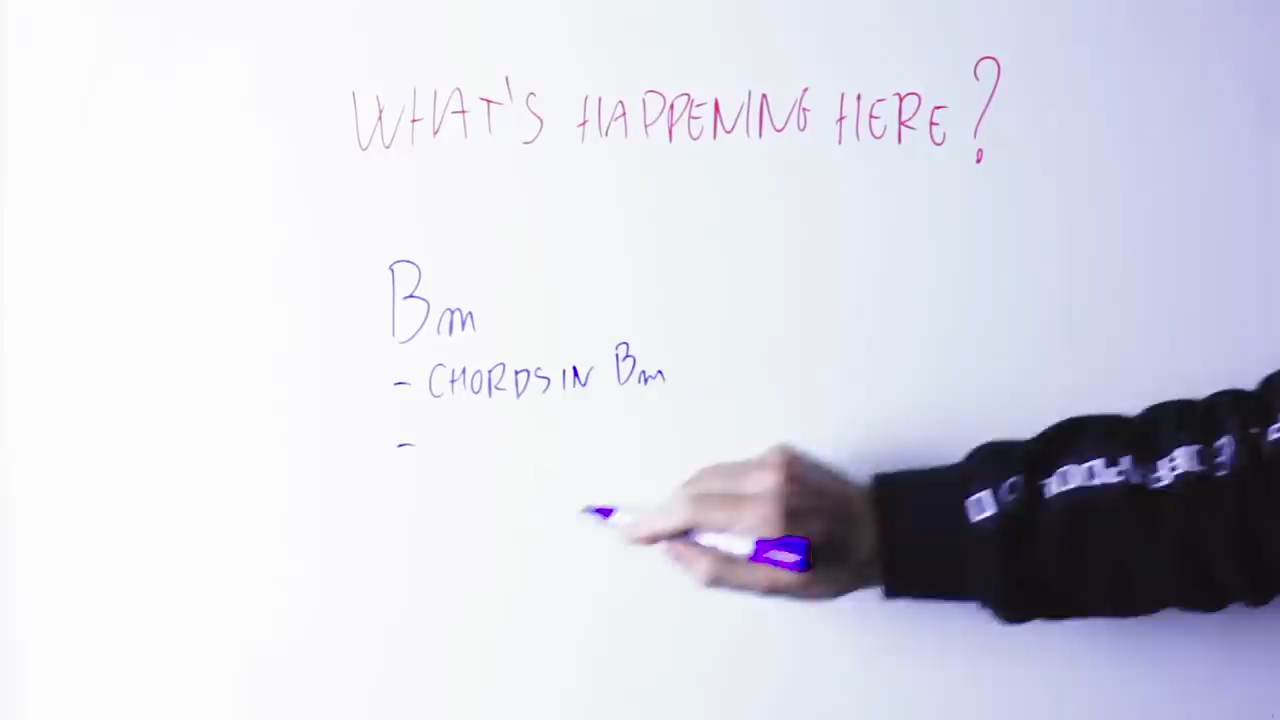 WHAT'S HAPPENING HERE?
Bm
- CHORDS IN Bm
-